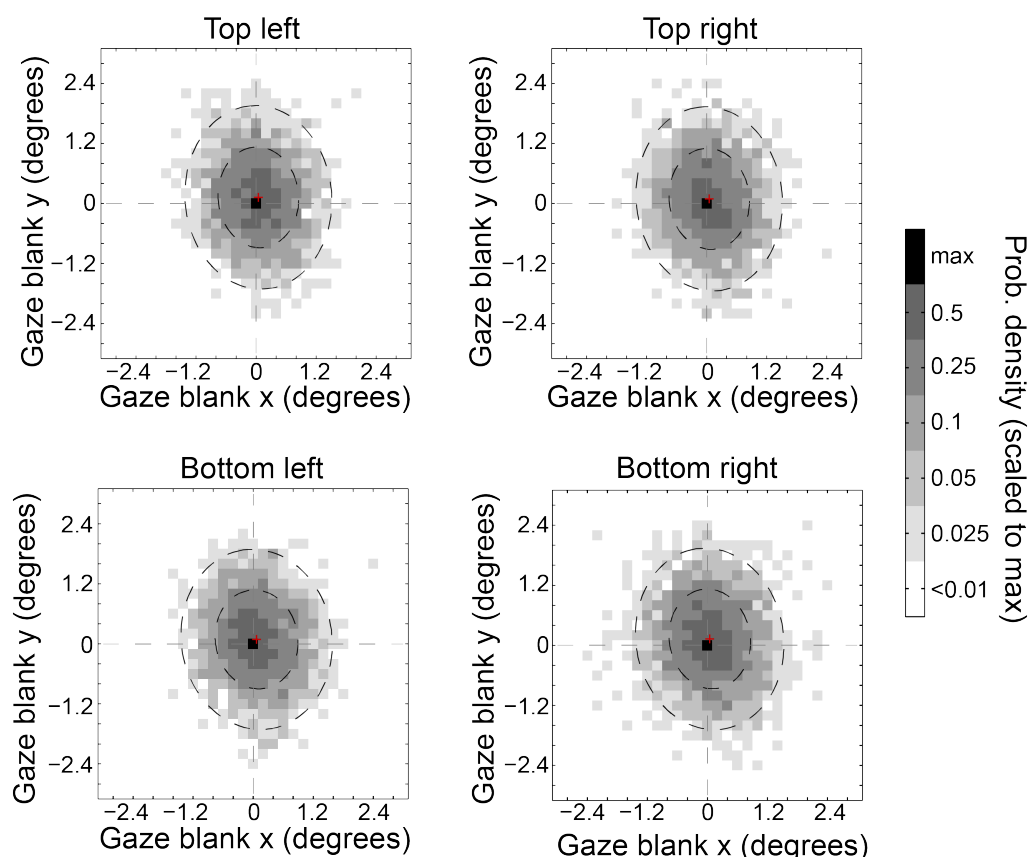 Top left
Gaze blank y (degrees)
2.4
1.2
0
−1.2
−2.4
−2.4 −1.2 0 1.2 2.4
Gaze blank x (degrees)
Top right
Gaze blank y (degrees)
2.4
1.2
0
−1.2
−2.4
−2.4 −1.2 0 1.2 2.4
Gaze blank x (degrees)
Bottom left
Gaze blank y (degrees)
2.4
1.2
0
−1.2
−2.4
−2.4 −1.2 0 1.2 2.4
Gaze blank x (degrees)
Bottom right
Gaze blank y (degrees)
2.4
1.2
0
−1.2
−2.4
−2.4 −1.2 0 1.2 2.4
Gaze blank x (degrees)
max
0.5
0.25
0.1
0.05
0.025
<0.01
Prob. density (scaled to max)